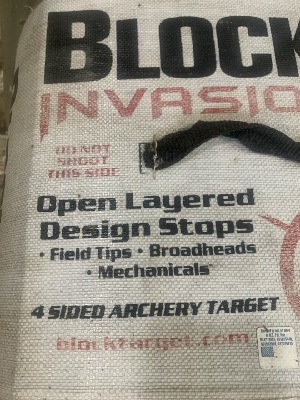 BLOCK
INVASIO
DO NOT
SHOOT
THIS SIDE
Open Layered
Design Stops
• Field Tips • Broadheads
• Mechanicals
4 SIDED ARCHERY TARGET
blocktarget.com